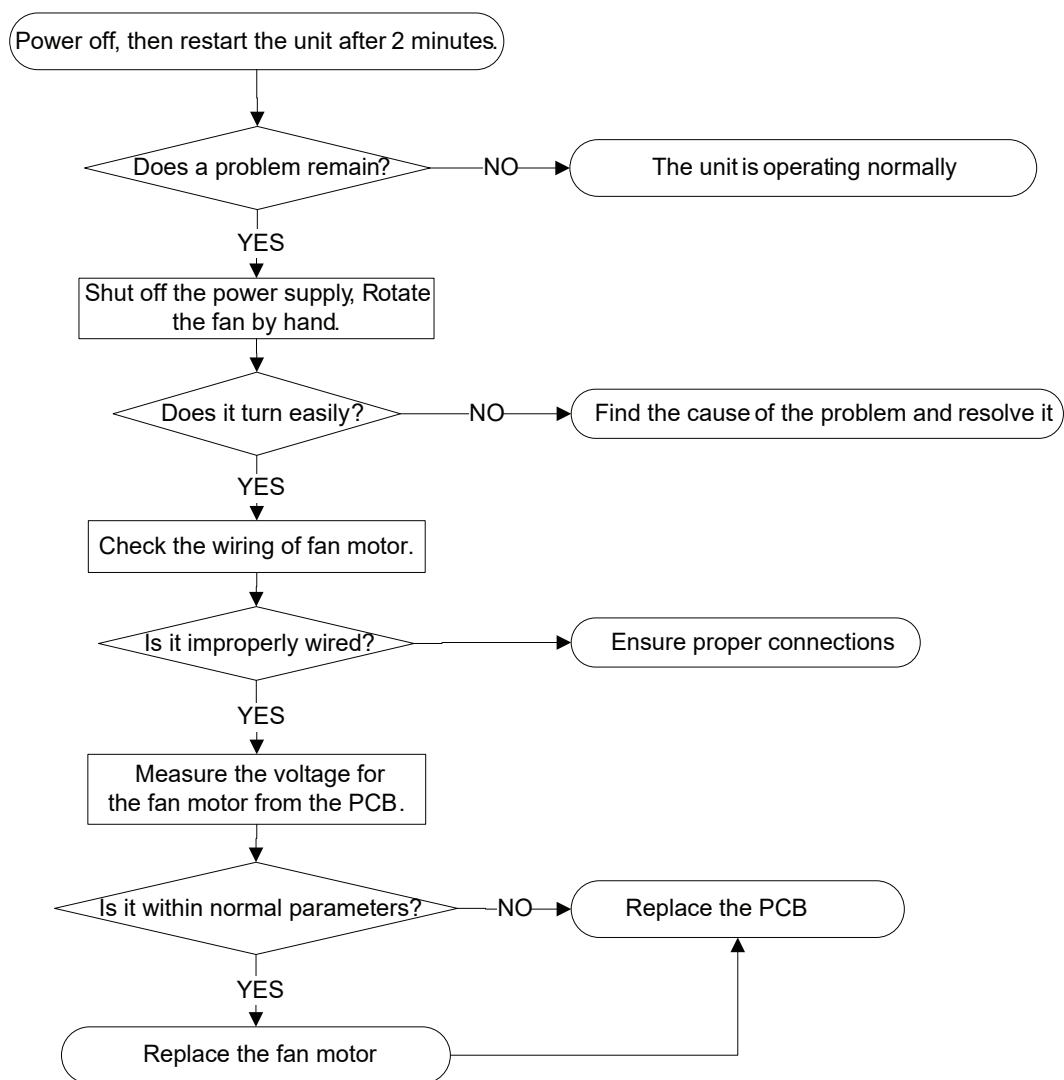 Power off, then restart the unit after 2 minutes.
Does a problem remain?
NO
The unit is operating normally
YES
Shut off the power supply, Rotate
the fan by hand.
Does it turn easily?
NO
Find the cause of the problem and resolve it
YES
Check the wiring of fan motor.
Is it improperly wired?
Ensure proper connections
YES
Measure the voltage for
the fan motor from the PCB.
Is it within normal parameters?
NO
Replace the PCB
YES
Replace the fan motor